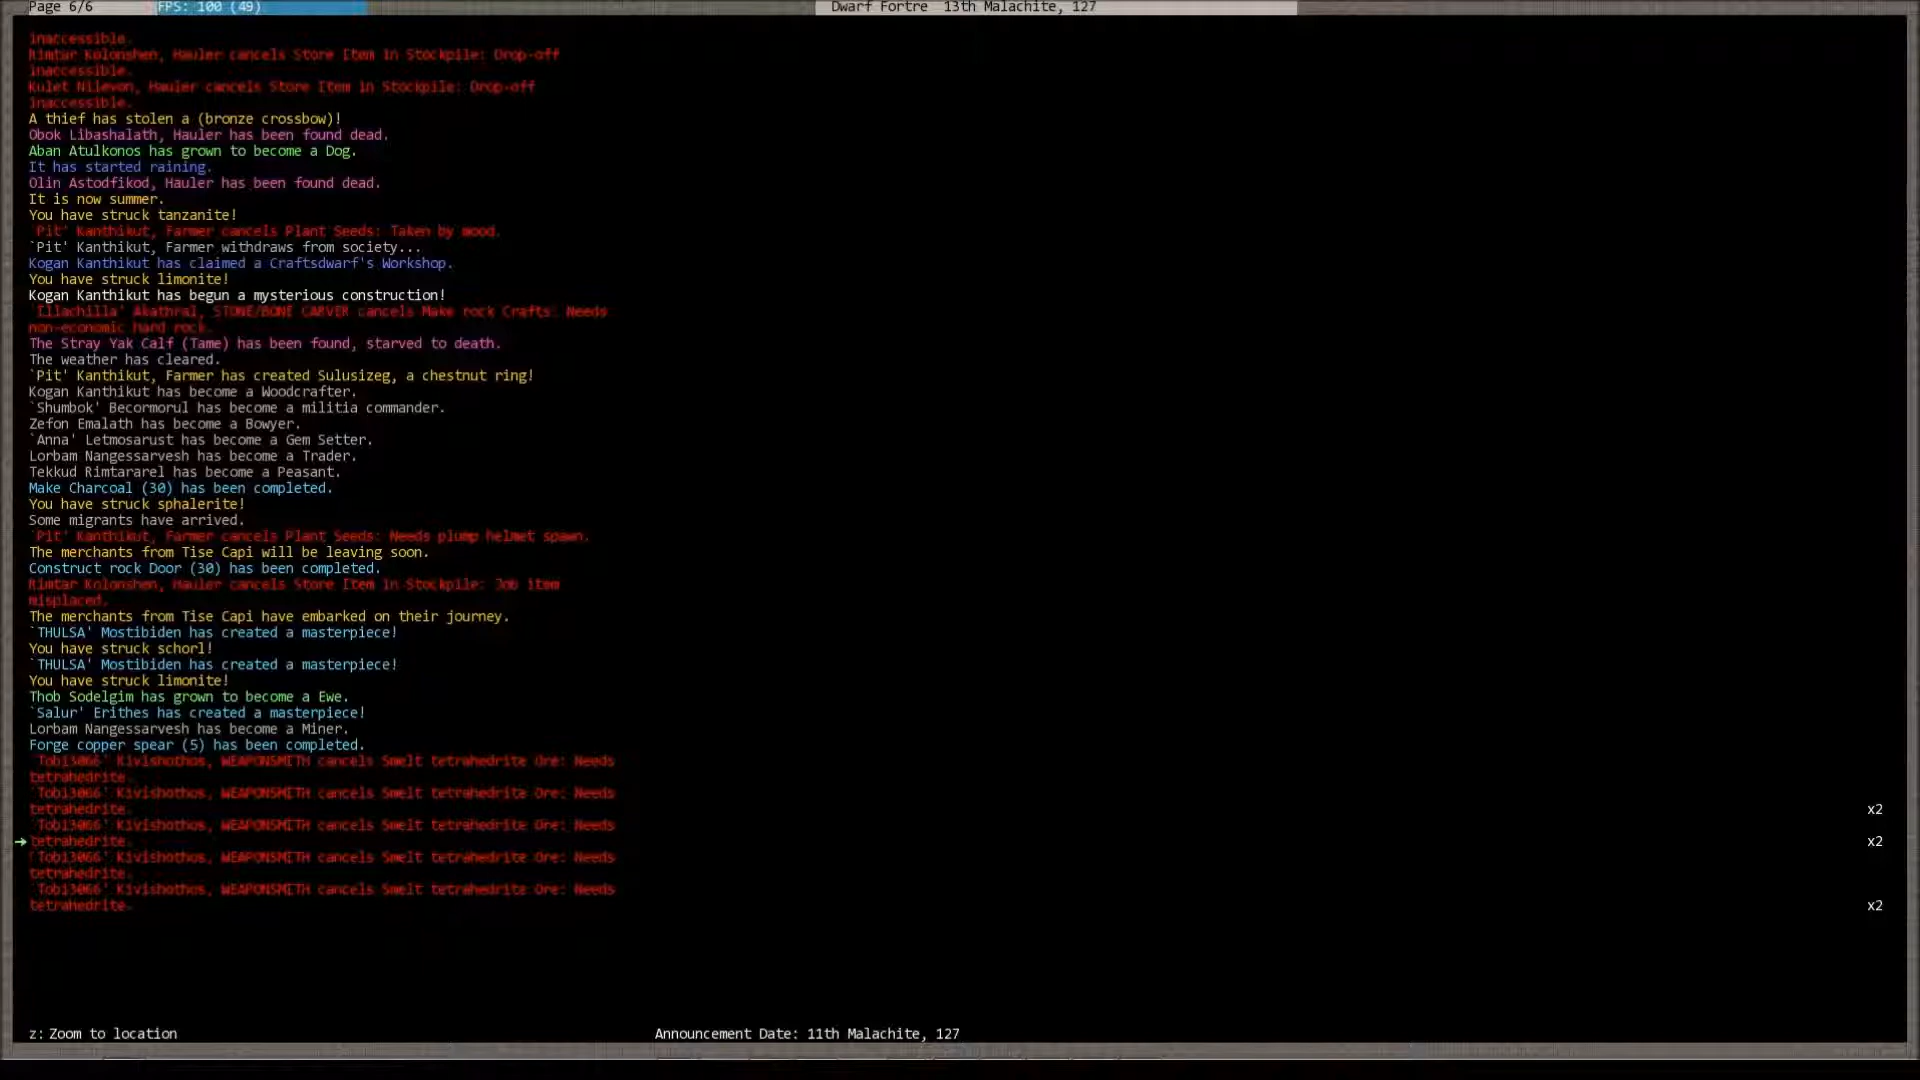 Page 6/6 FPS: 100 (49) Dwarf Fortre 13th Malachite, 127
inaccessible.
Rimtar Kolonshen, Hauler cancels Store Item in Stockpile: Drop-off
inaccessible.
Kulet Nilevon, Hauler cancels Store Item in Stockpile: Drop-off
inaccessible.
A thief has stolen a (bronze crossbow)!
Obok Libashalath, Hauler has been found dead.
Aban Atulkonos has grown to become a Dog.
It has started raining.
Olin Astodfikod, Hauler has been found dead.
It is now summer.
You have struck tanzanite!
`Pit' Kanthikut, Farmer cancels Plant Seeds: Taken by mood.
`Pit' Kanthikut, Farmer withdraws from society...
Kogan Kanthikut has claimed a Craftsdwarf's Workshop.
You have struck limonite!
Kogan Kanthikut has begun a mysterious construction!
`Illachilla' Akathral, STONE/BONE CARVER cancels Make rock Crafts: Needs
non-economic hard rock.
The Stray Yak Calf (Tame) has been found, starved to death.
The weather has cleared.
`Pit' Kanthikut, Farmer has created Sulusizeg, a chestnut ring!
Kogan Kanthikut has become a Woodcrafter.
`Shumbok' Becormorul has become a militia commander.
Zefon Emalath has become a Bowyer.
`Anna' Letmosarust has become a Gem Setter.
Lorbam Nangessarvesh has become a Trader.
Tekkud Rimtararel has become a Peasant.
Make Charcoal (30) has been completed.
You have struck sphalerite!
Some migrants have arrived.
`Pit' Kanthikut, Farmer cancels Plant Seeds: Needs plump helmet spawn.
The merchants from Tise Capi will be leaving soon.
Construct rock Door (30) has been completed.
Rimtar Kolonshen, Hauler cancels Store Item in Stockpile: Job item
misplaced.
The merchants from Tise Capi have embarked on their journey.
`THULSA' Mostibiden has created a masterpiece!
You have struck schorl!
`THULSA' Mostibiden has created a masterpiece!
You have struck limonite!
Thob Sodelgim has grown to become a Ewe.
`Salur' Erithes has created a masterpiece!
Lorbam Nangessarvesh has become a Miner.
Forge copper spear (5) has been completed.
`Tobi3066' Kivishothos, WEAPONSMITH cancels Smelt tetrahedrite Ore: Needs
tetrahedrite.
`Tobi3066' Kivishothos, WEAPONSMITH cancels Smelt tetrahedrite Ore: Needs
tetrahedrite. x2
`Tobi3066' Kivishothos, WEAPONSMITH cancels Smelt tetrahedrite Ore: Needs
→tetrahedrite. x2
`Tobi3066' Kivishothos, WEAPONSMITH cancels Smelt tetrahedrite Ore: Needs
tetrahedrite.
`Tobi3066' Kivishothos, WEAPONSMITH cancels Smelt tetrahedrite Ore: Needs
tetrahedrite. x2
z: Zoom to location Announcement Date: 11th Malachite, 127